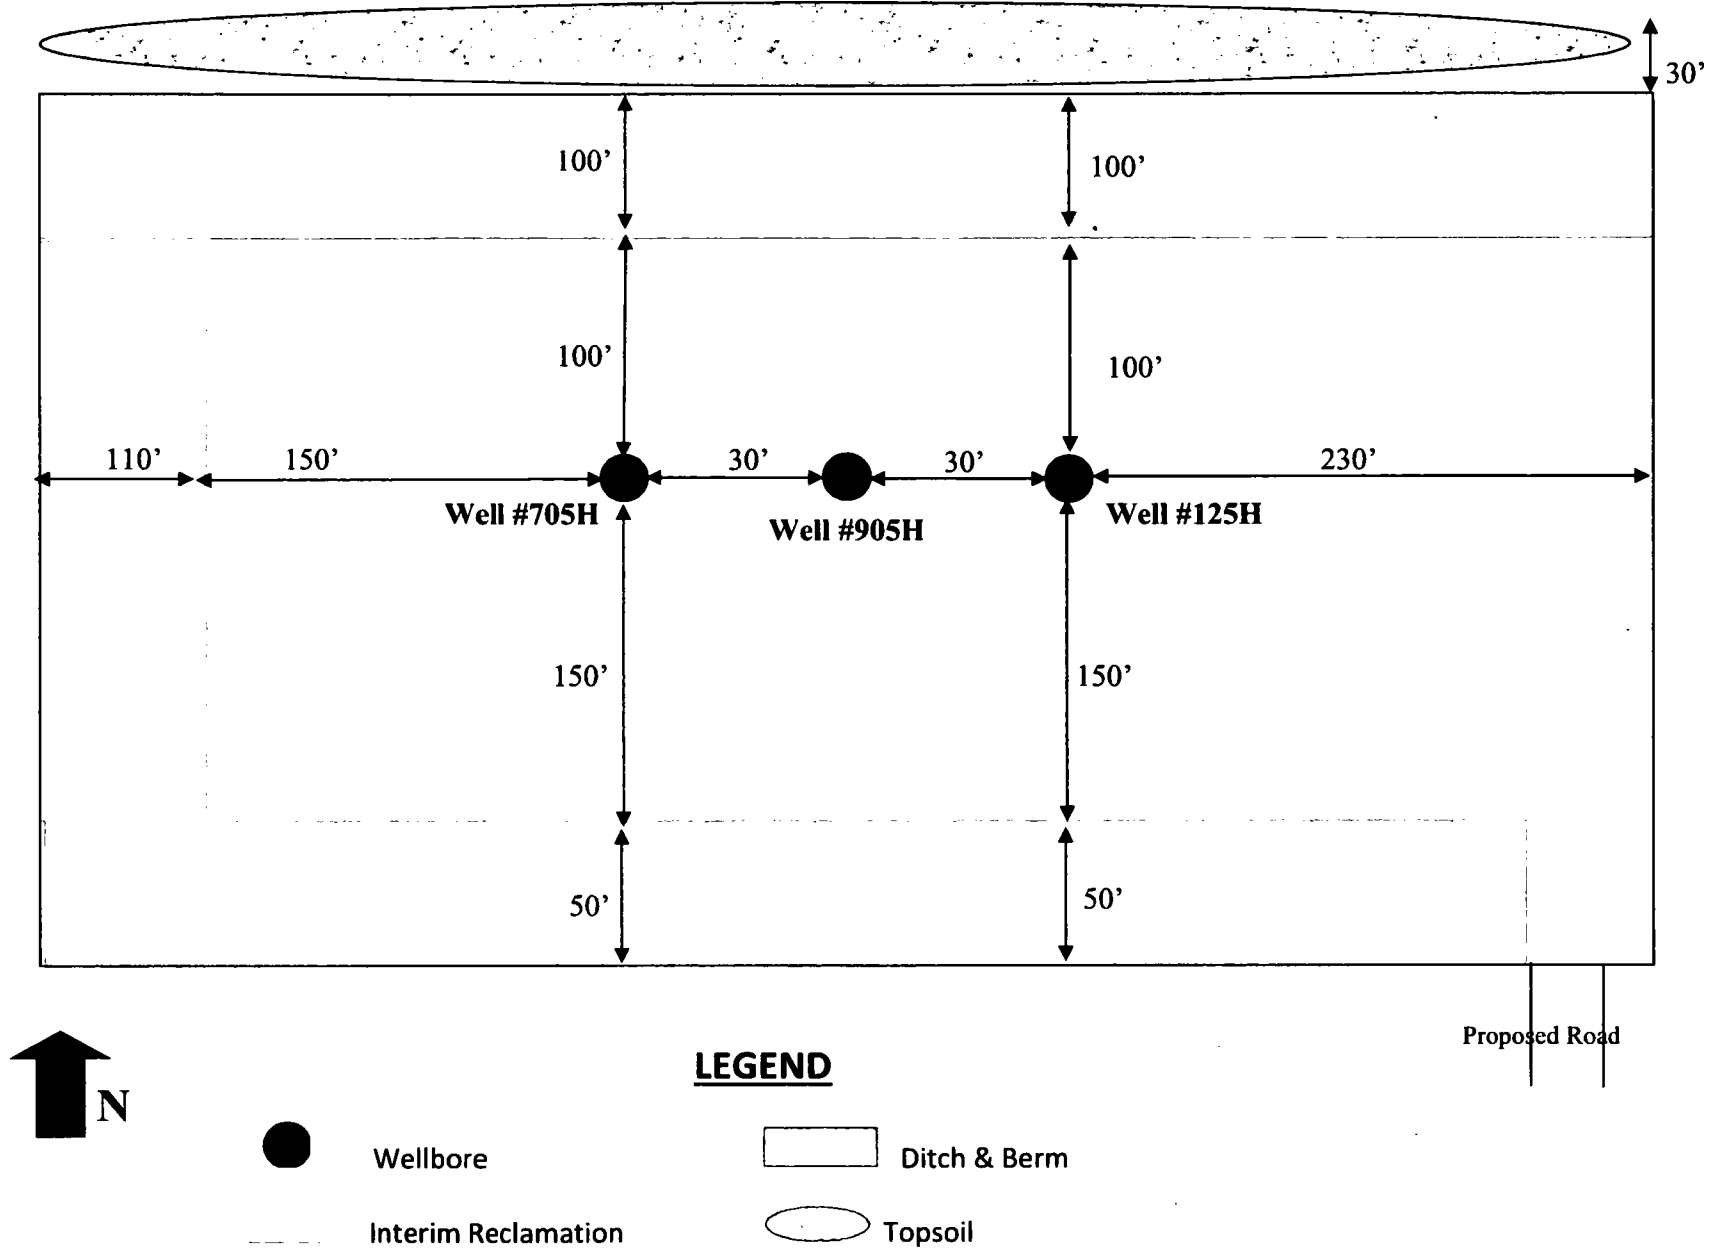 30'
100'
100'
100'
100'
110'
150'
30'
30'
230'
Well #705H
Well #905H
Well #125H
150'
150'
50'
50'
Proposed Road
N
LEGEND
Wellbore
Ditch & Berm
Interim Reclamation
Topsoil